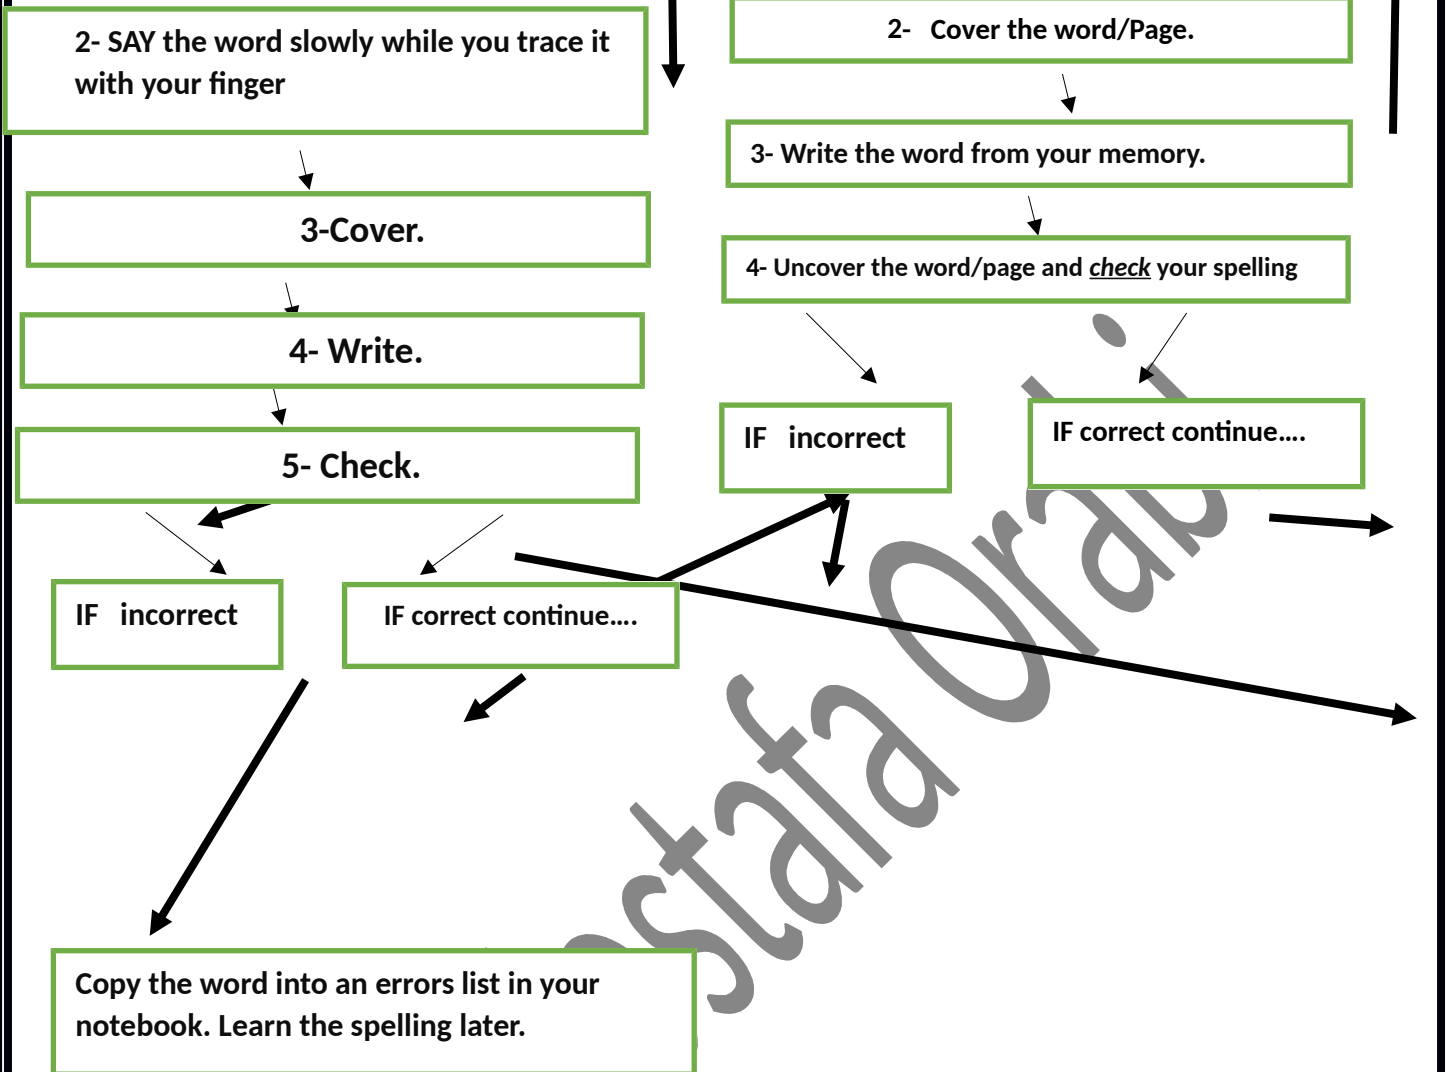 2- SAY the word slowly while you trace it
with your finger
3-Cover.
4- Write.
5- Check.
IF incorrect
IF correct continue....
Copy the word into an errors list in your
notebook. Learn the spelling later.
2- Cover the word/Page.
3- Write the word from your memory.
4- Uncover the word/page and check your spelling
IF incorrect
IF correct continue....